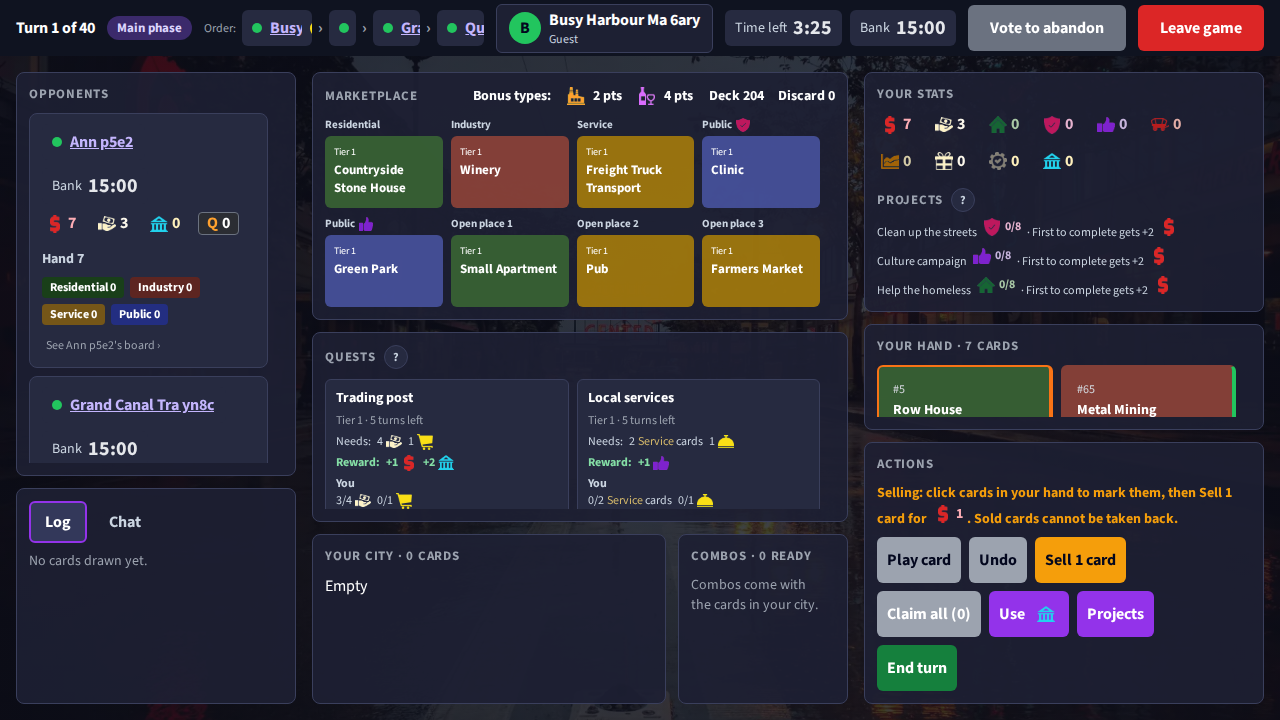 Turn 1 of 40
Main phase
Order:
Busy
›
›
Gra
›
Qu
B
Busy Harbour Ma 6ary
Guest
Time left 3:25
Bank 15:00
Vote to abandon
Leave game
OPPONENTS
Ann p5e2
Bank 15:00
7
3
0
Q 0
Hand 7
Residential 0
Industry 0
Service 0
Public 0
See Ann p5e2's board ›
Grand Canal Tra yn8c
Bank 15:00
Log
Chat
No cards drawn yet.
MARKETPLACE
Bonus types:
2 pts
4 pts
Deck 204
Discard 0
Residential
Tier 1
Countryside
Stone House
Industry
Tier 1
Winery
Service
Tier 1
Freight Truck
Transport
Public
Tier 1
Clinic
Public
Tier 1
Green Park
Open place 1
Tier 1
Small Apartment
Open place 2
Tier 1
Pub
Open place 3
Tier 1
Farmers Market
QUESTS ?
Trading post
Tier 1 · 5 turns left
Needs: 4 1
Reward: +1 $ +2
You
3/4 0/1
Local services
Tier 1 · 5 turns left
Needs: 2 Service cards 1
Reward: +1
You
0/2 Service cards 0/1
YOUR CITY · 0 CARDS
Empty
COMBOS · 0 READY
Combos come with
the cards in your city.
YOUR STATS
$ 7 3 0 0 0 0
0 0 0 0
PROJECTS ?
Clean up the streets 0/8 · First to complete gets +2 $
Culture campaign 0/8 · First to complete gets +2 $
Help the homeless 0/8 · First to complete gets +2 $
YOUR HAND · 7 CARDS
#5
Row House
#65
Metal Mining
ACTIONS
Selling: click cards in your hand to mark them, then Sell 1
card for $ 1 . Sold cards cannot be taken back.
Play card
Undo
Sell 1 card
Claim all (0)
Use
Projects
End turn